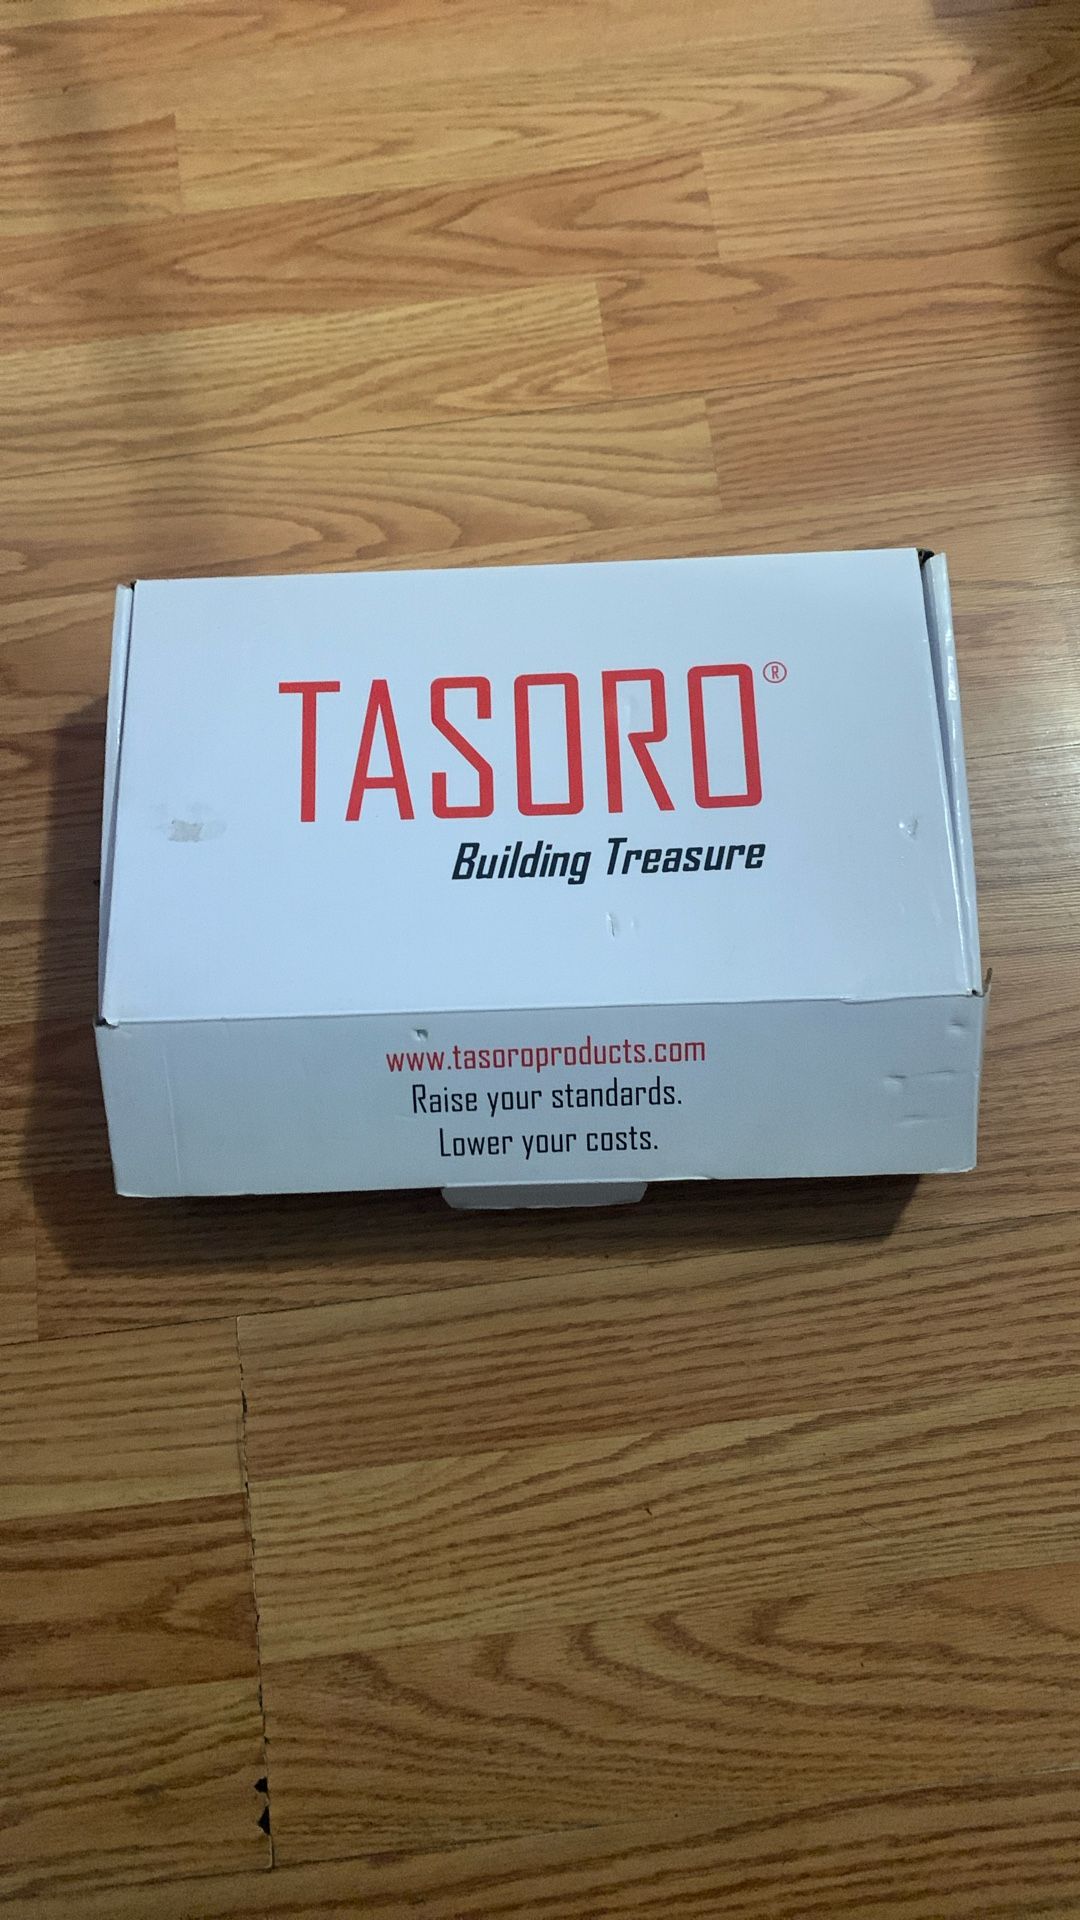 TASORO®
Building Treasure
www.tasoroproducts.com
Raise your standards.
Lower your costs.